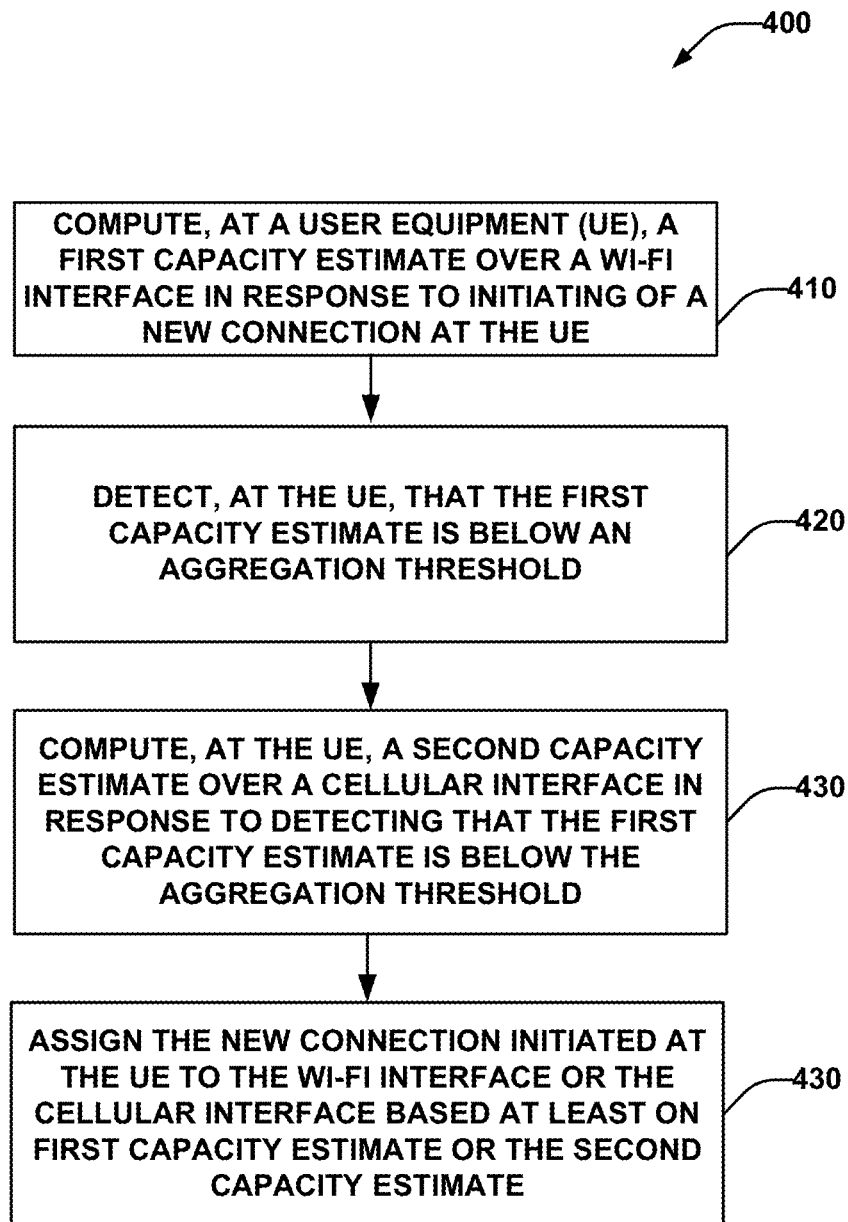 400
COMPUTE, AT A USER EQUIPMENT (UE), A
FIRST CAPACITY ESTIMATE OVER A WI-FI
INTERFACE IN RESPONSE TO INITIATING OF A
NEW CONNECTION AT THE UE
410
DETECT, AT THE UE, THAT THE FIRST
CAPACITY ESTIMATE IS BELOW AN
AGGREGATION THRESHOLD
420
COMPUTE, AT THE UE, A SECOND CAPACITY
ESTIMATE OVER A CELLULAR INTERFACE IN
RESPONSE TO DETECTING THAT THE FIRST
CAPACITY ESTIMATE IS BELOW THE
AGGREGATION THRESHOLD
430
ASSIGN THE NEW CONNECTION INITIATED AT
THE UE TO THE WI-FI INTERFACE OR THE
CELLULAR INTERFACE BASED AT LEAST ON
FIRST CAPACITY ESTIMATE OR THE SECOND
CAPACITY ESTIMATE
430